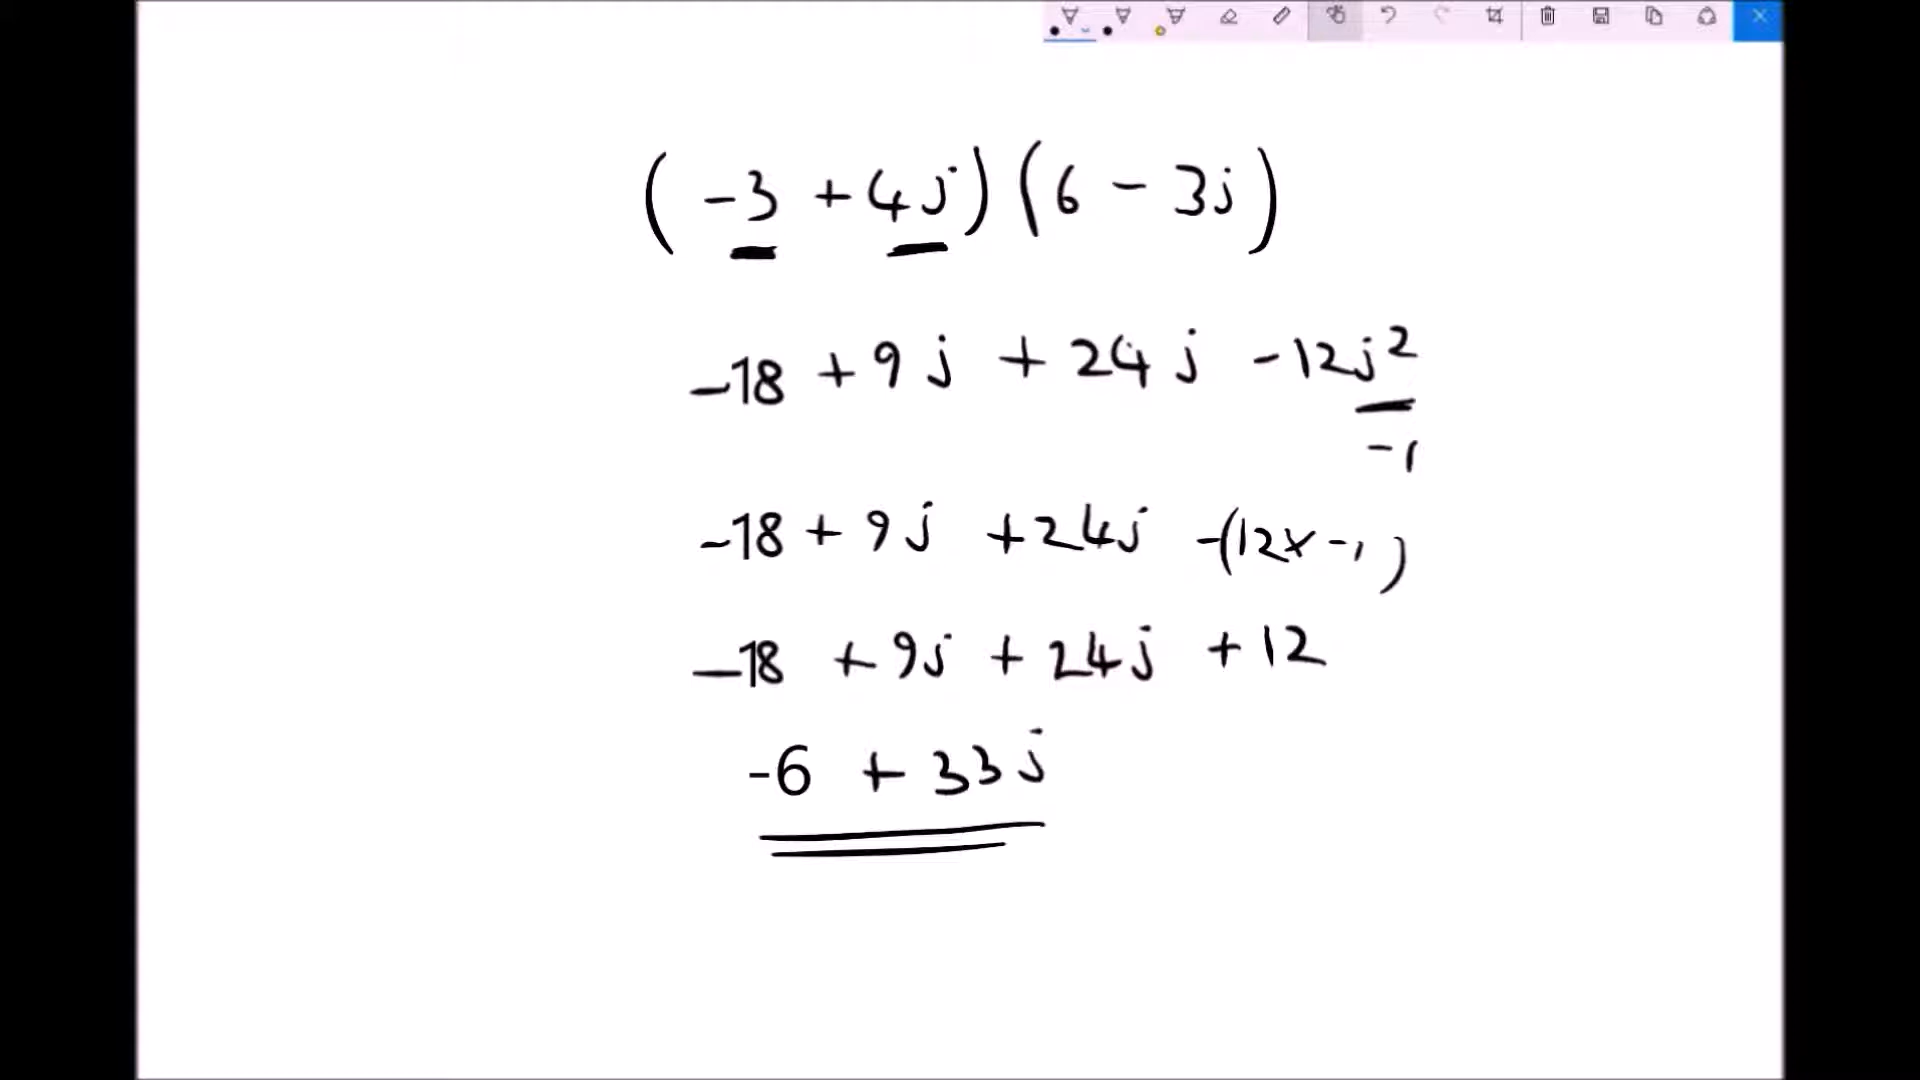 (-3 + 4j)(6 - 3j)
-18 + 9j + 24j - 12j²
-1
-18 + 9j + 24j -(12x-1)
-18 + 9j + 24j + 12
-6 + 33j